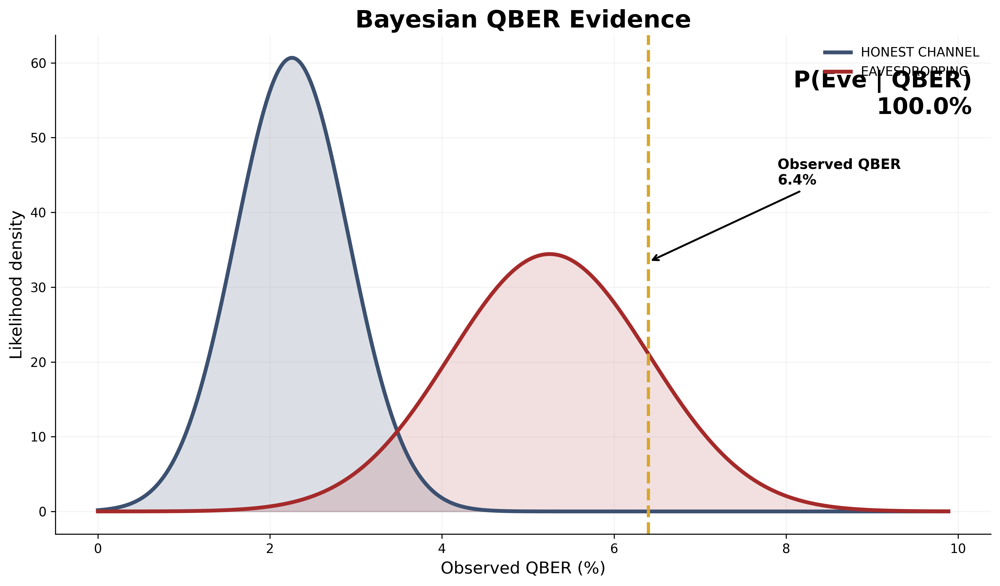 Bayesian QBER Evidence
HONEST CHANNEL
EAVESDROPPING
P(Eve | QBER)
100.0%
Observed QBER
6.4%
Likelihood density
60
50
40
30
20
10
0
0 2 4 6 8 10
Observed QBER (%)